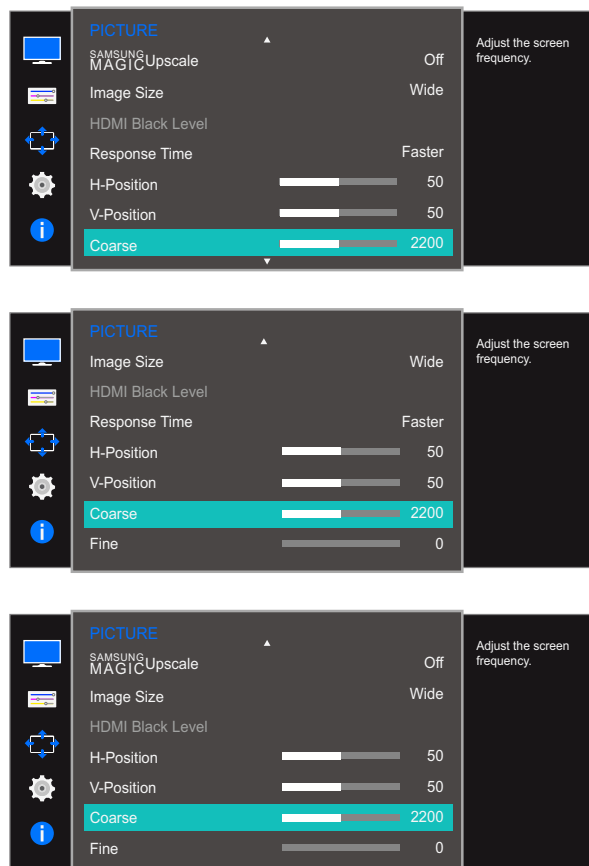 PICTURE
SAMSUNG MAGIC Upscale Off
Image Size Wide
HDMI Black Level
Response Time Faster
H-Position 50
V-Position 50
Coarse 2200
Adjust the screen
frequency.
PICTURE
Image Size Wide
HDMI Black Level
Response Time Faster
H-Position 50
V-Position 50
Coarse 2200
Fine 0
Adjust the screen
frequency.
PICTURE
SAMSUNG MAGIC Upscale Off
Image Size Wide
HDMI Black Level
H-Position 50
V-Position 50
Coarse 2200
Fine 0
Adjust the screen
frequency.